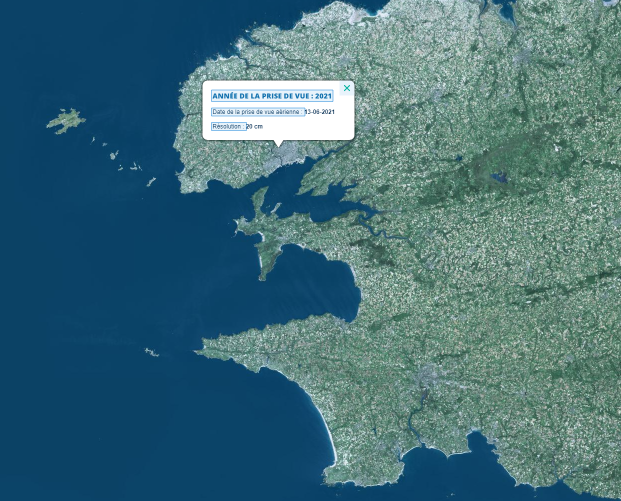 ANNÉE DE LA PRISE DE VUE : 2021
Date de la prise de vue aérienne : 13-06-2021
Résolution : 20 cm